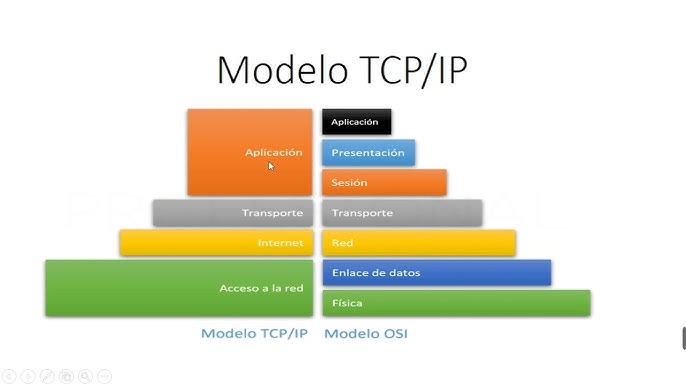 Modelo TCP/IP
Aplicación
Aplicación
Presentación
Sesión
Transporte
Transporte
Internet
Red
Acceso a la red
Enlace de datos
Física
Modelo TCP/IP
Modelo OSI